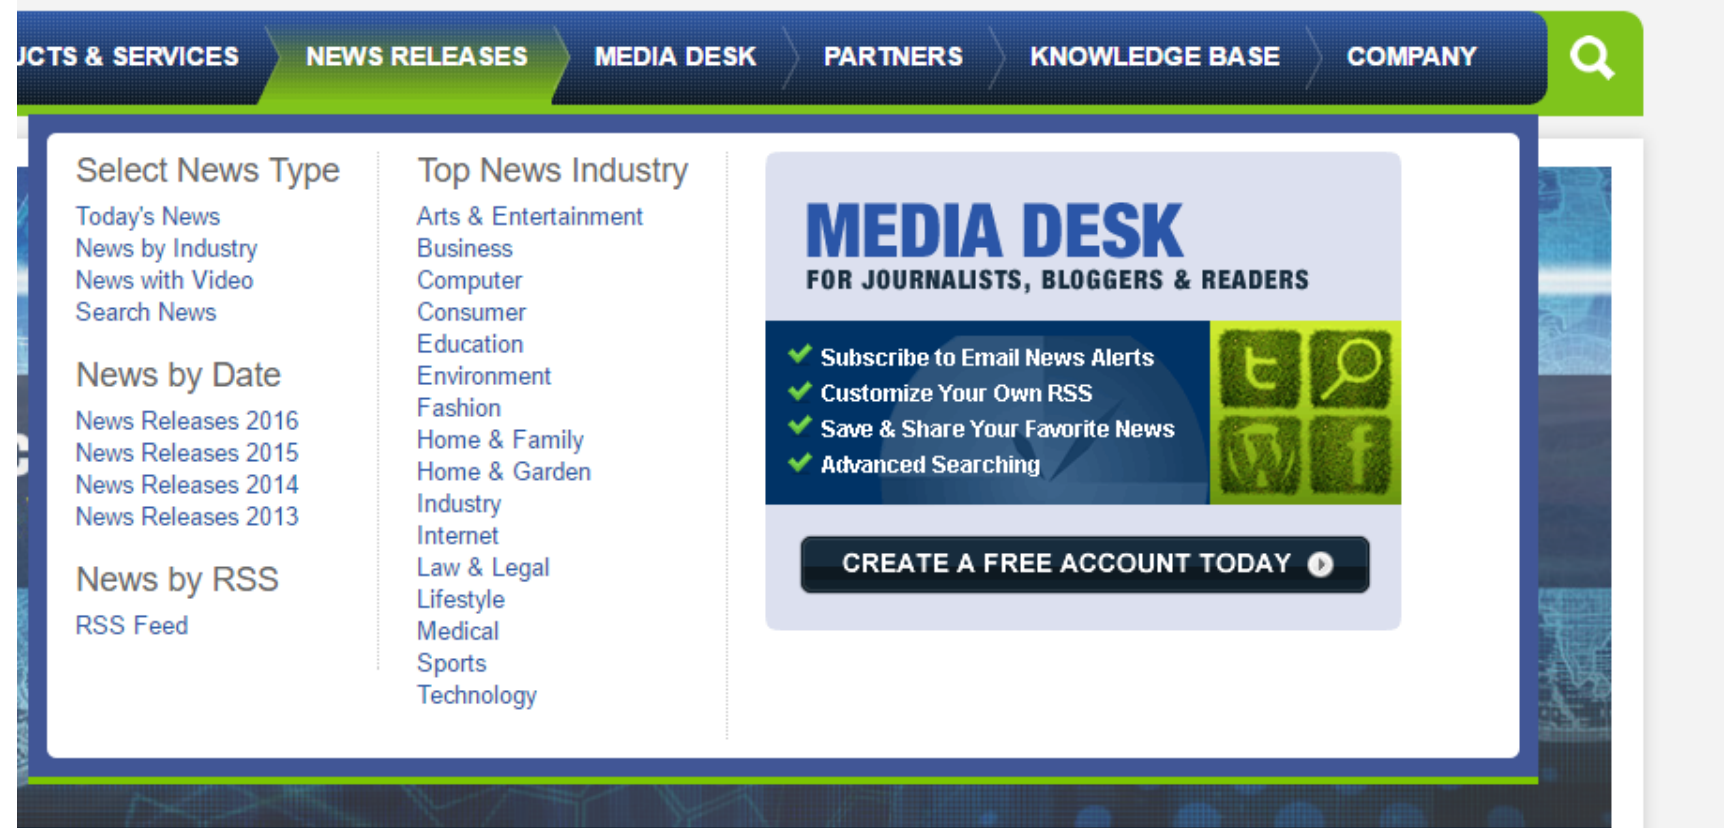 UCTS & SERVICES
NEWS RELEASES
MEDIA DESK
PARTNERS
KNOWLEDGE BASE
COMPANY
Select News Type
Today's News
News by Industry
News with Video
Search News
News by Date
News Releases 2016
News Releases 2015
News Releases 2014
News Releases 2013
News by RSS
RSS Feed
Top News Industry
Arts & Entertainment
Business
Computer
Consumer
Education
Environment
Fashion
Home & Family
Home & Garden
Industry
Internet
Law & Legal
Lifestyle
Medical
Sports
Technology
MEDIA DESK
FOR JOURNALISTS, BLOGGERS & READERS
Subscribe to Email News Alerts
Customize Your Own RSS
Save & Share Your Favorite News
Advanced Searching
CREATE A FREE ACCOUNT TODAY